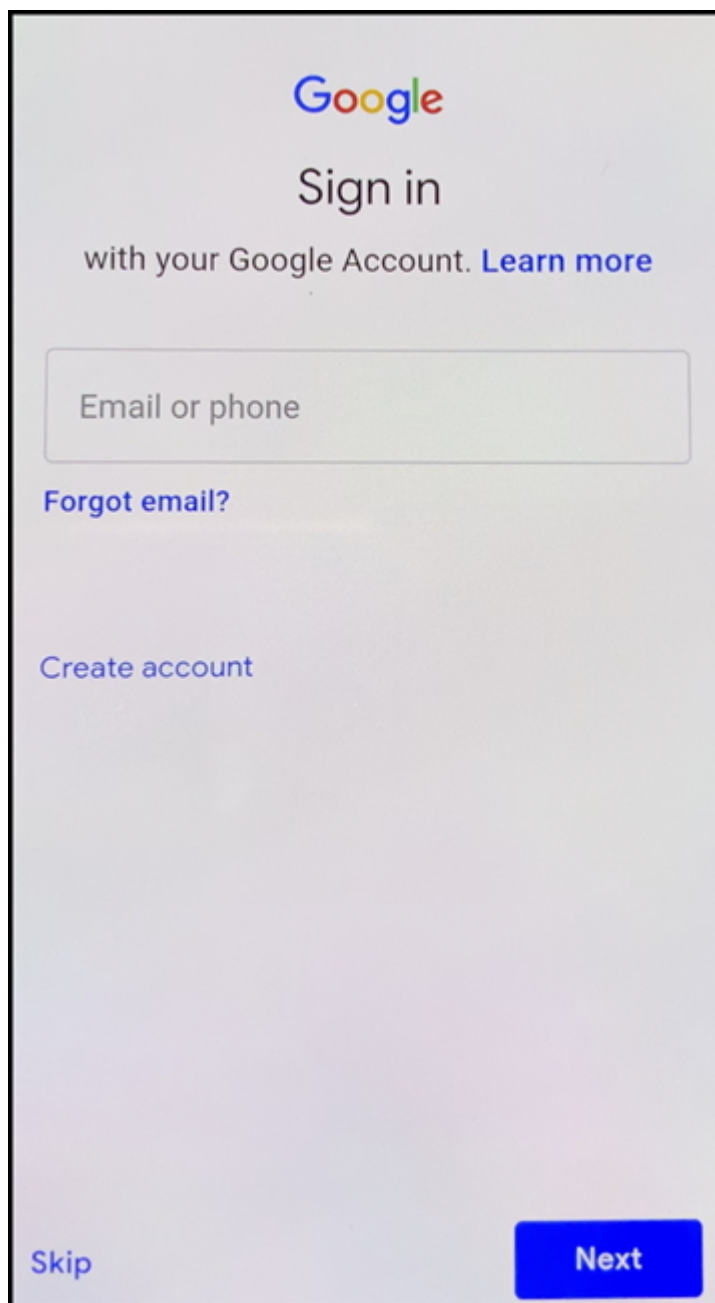 Google
Sign in
with your Google Account. Learn more
Email or phone
Forgot email?
Create account
Skip
Next